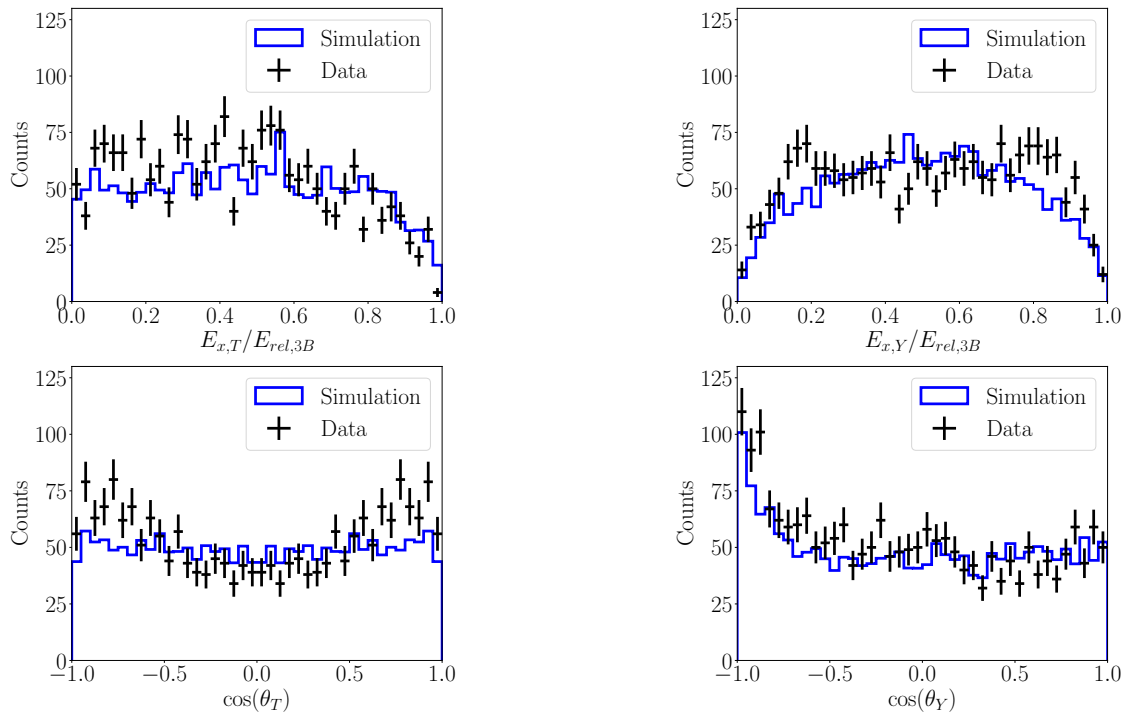 125
100
75
50
25
0
Counts
Simulation
Data
0.0 0.2 0.4 0.6 0.8 1.0
E_{x,T}/E_{rel,3B}
125
100
75
50
25
0
Counts
Simulation
Data
0.0 0.2 0.4 0.6 0.8 1.0
E_{x,Y}/E_{rel,3B}
125
100
75
50
25
0
Counts
Simulation
Data
−1.0 −0.5 0.0 0.5 1.0
cos(θ_T)
125
100
75
50
25
0
Counts
Simulation
Data
−1.0 −0.5 0.0 0.5 1.0
cos(θ_Y)